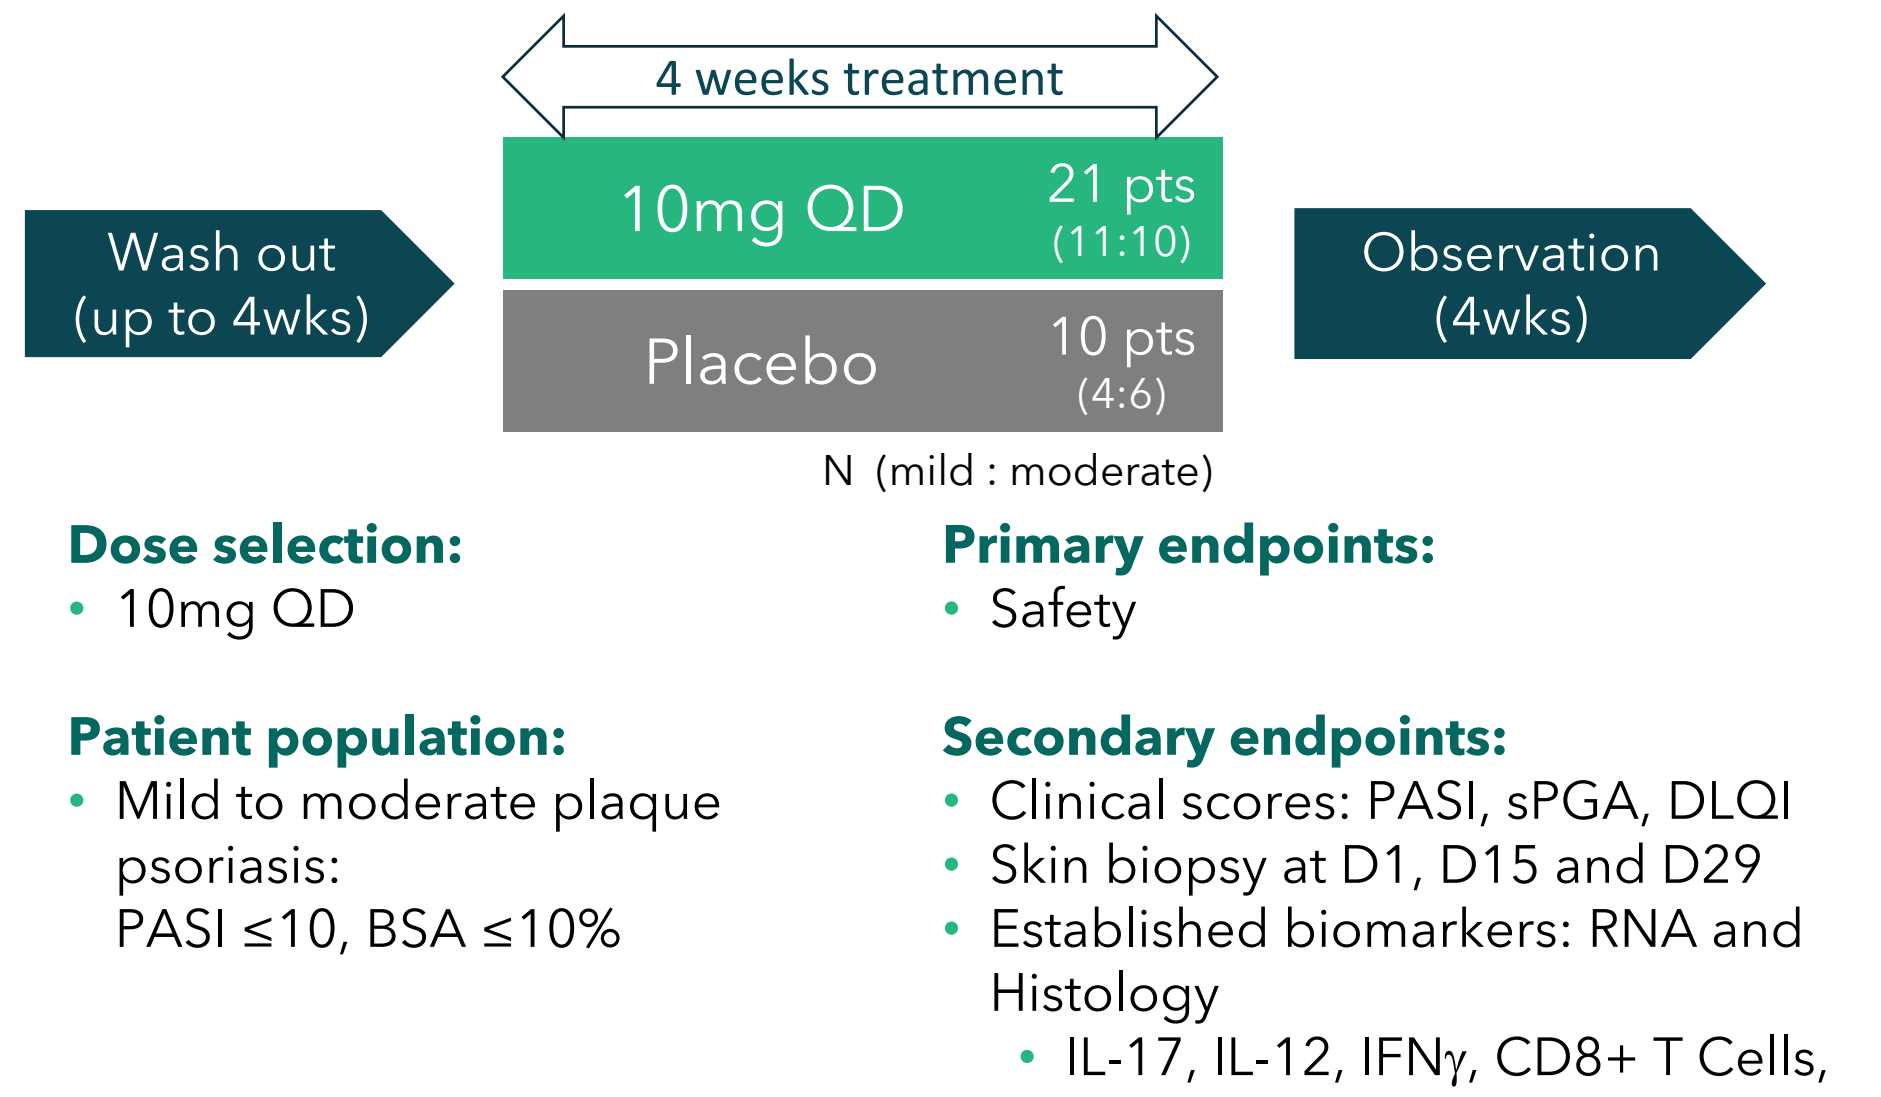 4 weeks treatment
Wash out
(up to 4wks)
10mg QD
21 pts
(11:10)
Placebo
10 pts
(4:6)
Observation
(4wks)
N (mild : moderate)
Dose selection:
• 10mg QD
Patient population:
• Mild to moderate plaque
psoriasis:
PASI ≤10, BSA ≤10%
Primary endpoints:
• Safety
Secondary endpoints:
• Clinical scores: PASI, sPGA, DLQI
• Skin biopsy at D1, D15 and D29
• Established biomarkers: RNA and
Histology
• IL-17, IL-12, IFNγ, CD8+ T Cells,